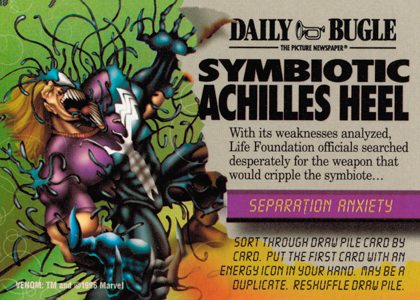 DAILY BUGLE
THE PICTURE NEWSPAPER®
SYMBIOTIC
ACHILLES HEEL
With its weaknesses analyzed,
Life Foundation officials searched
desperately for the weapon that
would cripple the symbiote...
SEPARATION ANXIETY
SORT THROUGH DRAW PILE CARD BY
CARD. PUT THE FIRST CARD WITH AN
ENERGY ICON IN YOUR HAND. MAY BE A
DUPLICATE. RESHUFFLE DRAW PILE.
VENOM: TM and ©1996 Marvel